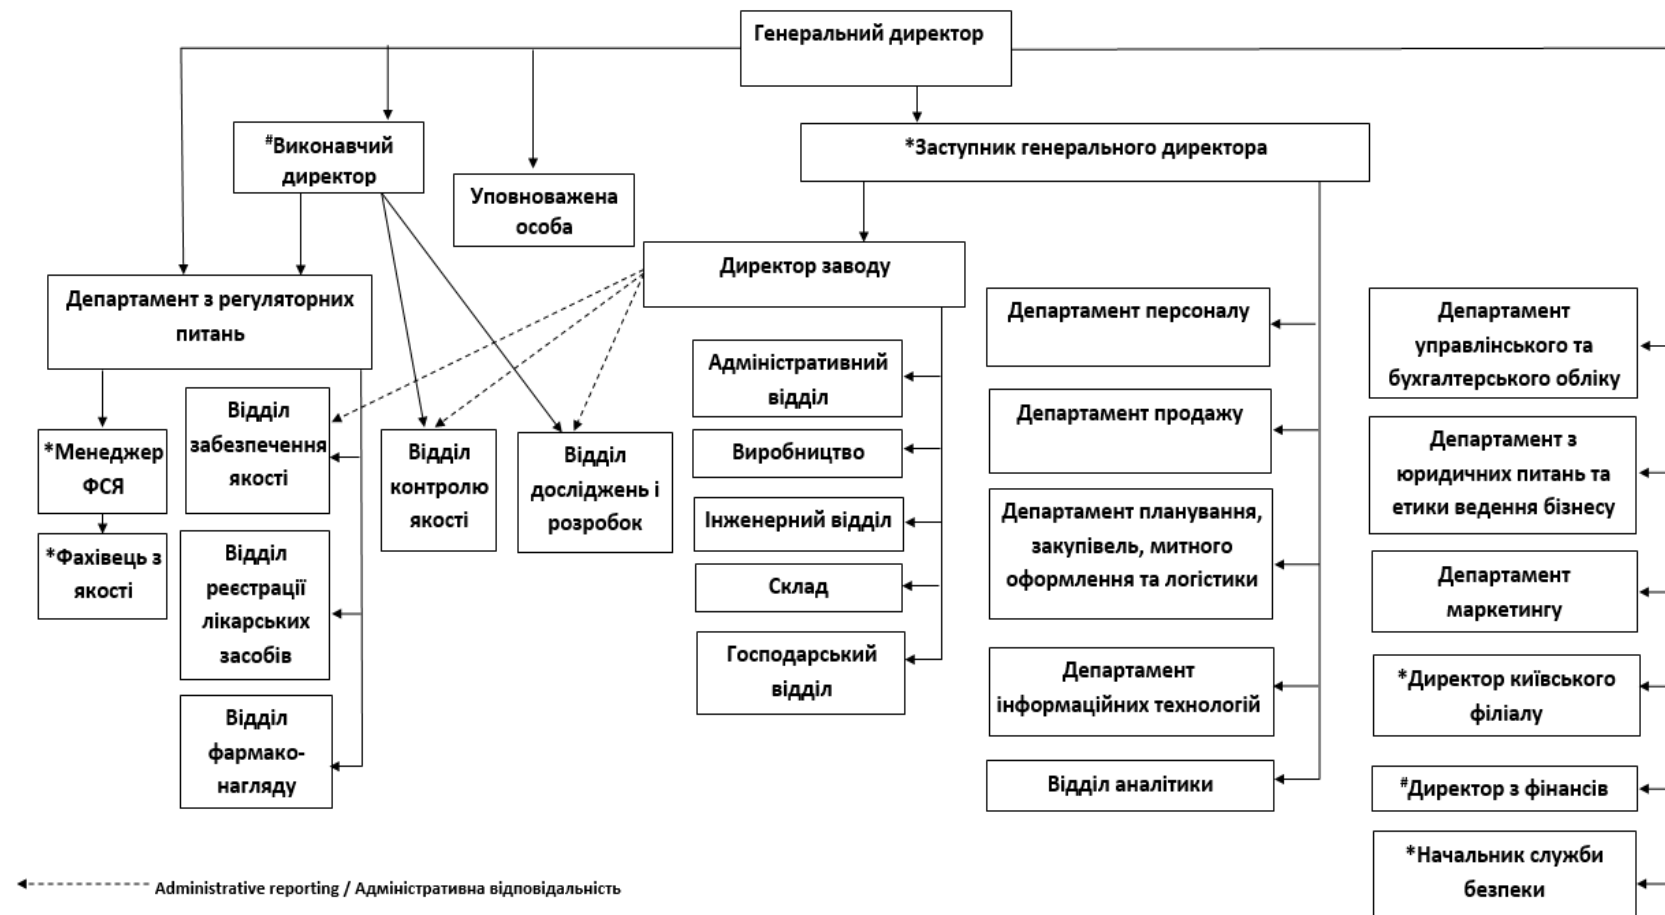 Генеральний директор
#Виконавчий
директор
*Заступник генерального директора
Уповноважена
особа
Директор заводу
Департамент з регуляторних
питань
Департамент персоналу
Департамент
управлінського та
бухгалтерського обліку
Адміністративний
відділ
Відділ
забезпечення
якості
Департамент продажу
*Менеджер
ФСЯ
Відділ
контролю
якості
Відділ
досліджень і
розробок
Виробництво
Департамент з
юридичних питань та
етики ведення бізнесу
Інженерний відділ
Департамент планування,
закупівель, митного
оформлення та логістики
*Фахівець з
якості
Відділ
реєстрації
лікарських
засобів
Склад
Департамент
маркетингу
Господарський
відділ
Департамент
інформаційних технологій
*Директор київського
філіалу
Відділ
фармако-
нагляду
Відділ аналітики
#Директор з фінансів
*Начальник служби
безпеки
Administrative reporting / Адміністративна відповідальність